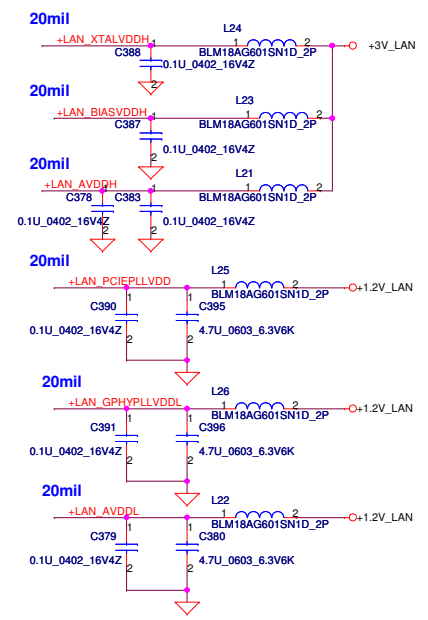 20mil
L24
+LAN_XTALVDDH
1
2
+3V_LAN
C388
1
BLM18AG601SN1D_2P
0.1U_0402_16V4Z
2
20mil
L23
+LAN_BIASVDDH
1
2
C387
1
BLM18AG601SN1D_2P
2
0.1U_0402_16V4Z
20mil
L21
+LAN_AVDDH
1
2
C378
1
C383
1
BLM18AG601SN1D_2P
0.1U_0402_16V4Z
0.1U_0402_16V4Z
2
2
20mil
L25
+LAN_PCIEPLLVDD
1
2
+1.2V_LAN
1
1
BLM18AG601SN1D_2P
C390
C395
0.1U_0402_16V4Z
4.7U_0603_6.3V6K
2
2
20mil
L26
+LAN_GPHYPLLVDDL
1
2
+1.2V_LAN
1
1
BLM18AG601SN1D_2P
C391
C396
0.1U_0402_16V4Z
4.7U_0603_6.3V6K
2
2
20mil
L22
+LAN_AVDDL
1
2
+1.2V_LAN
1
1
BLM18AG601SN1D_2P
C379
C380
0.1U_0402_16V4Z
4.7U_0603_6.3V6K
2
2